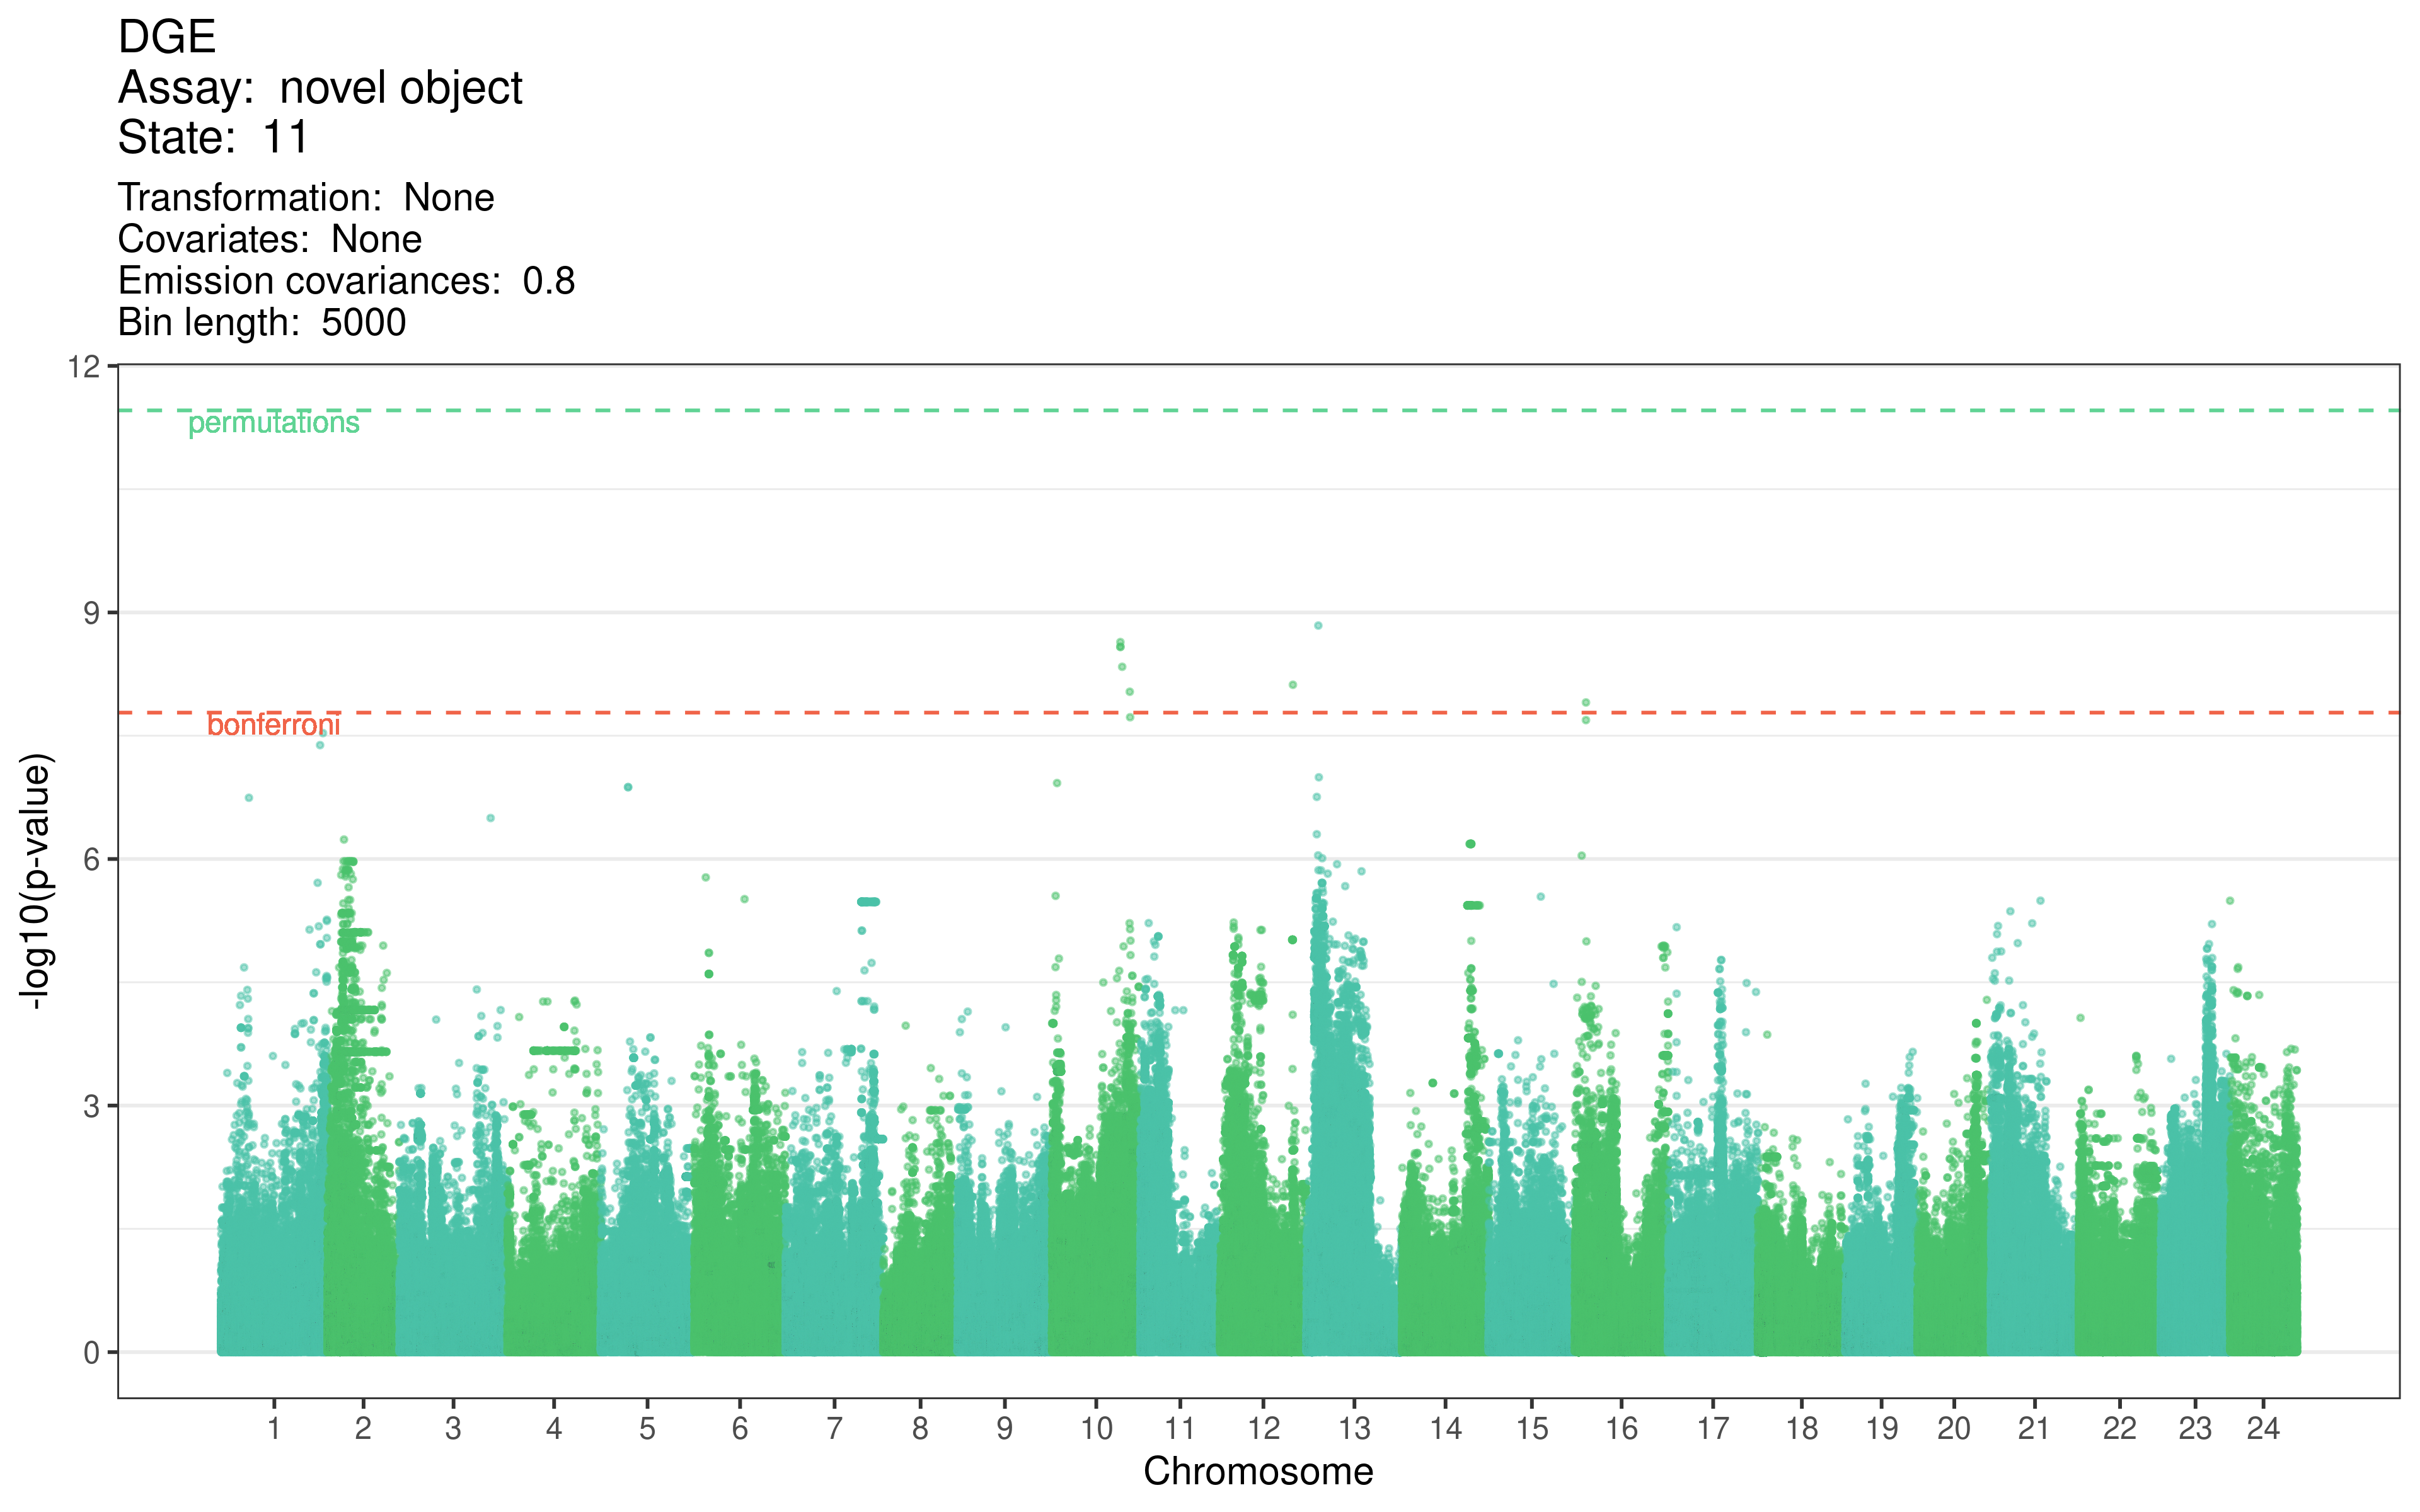 DGE
Assay:  novel object
State:  11
Transformation:  None
Covariates:  None
Emission covariances:  0.8
Bin length:  5000
12
permutations
9
bonferroni
6
3
0
-log10(p-value)
1 2 3 4 5 6 7 8 9 10 11 12 13 14 15 16 17 18 19 20 21 22 23 24
Chromosome